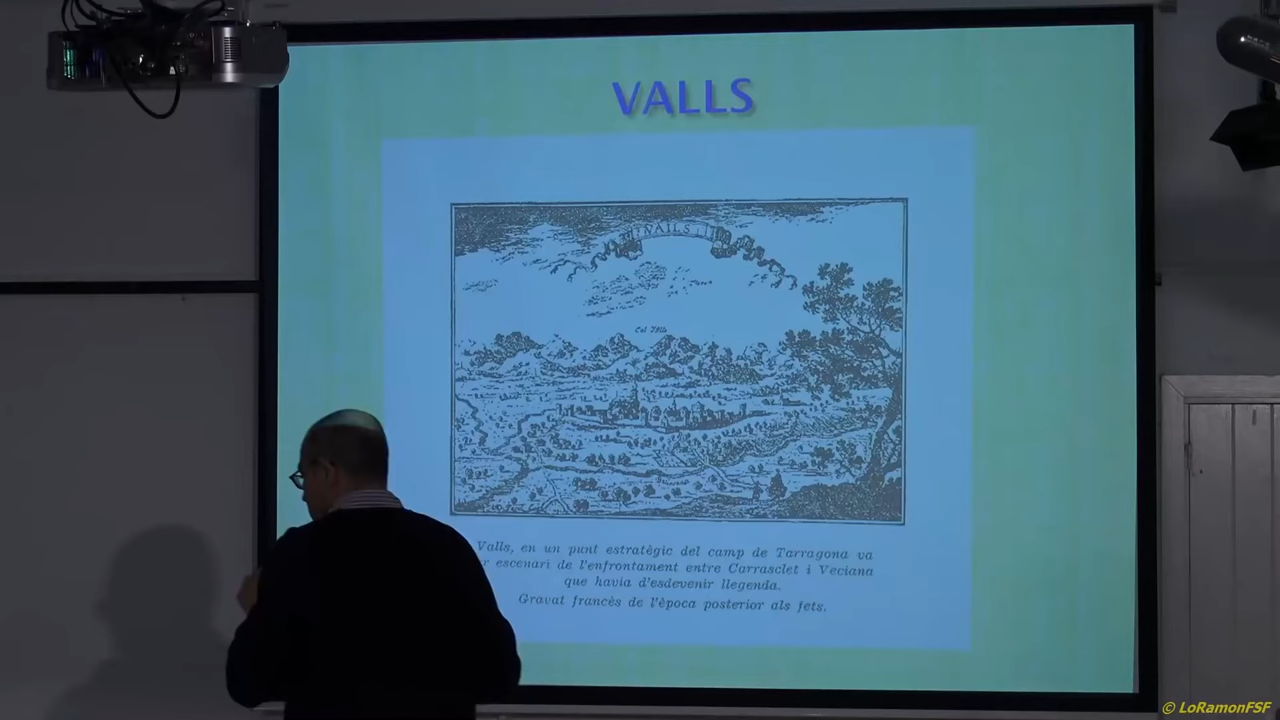 VALLS
VALLS
Valls, en un punt estratègic del camp de Tarragona va
r escenari de l'enfrontament entre Carrasclet i Veciana
que havia d'esdevenir llegenda.
Gravat francès de l'època posterior als fets.
© LoRamonFSF